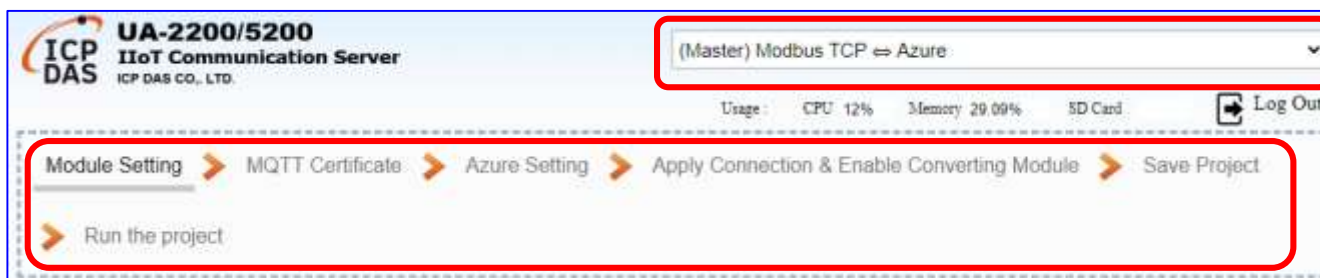 UA-2200/5200
ICP DAS
IIoT Communication Server
ICP DAS CO., LTD.
(Master) Modbus TCP ⇔ Azure
Usage : CPU 12% Memory 29.09% SD Card Log Out
Module Setting MQTT Certificate Azure Setting Apply Connection & Enable Converting Module Save Project
Run the project